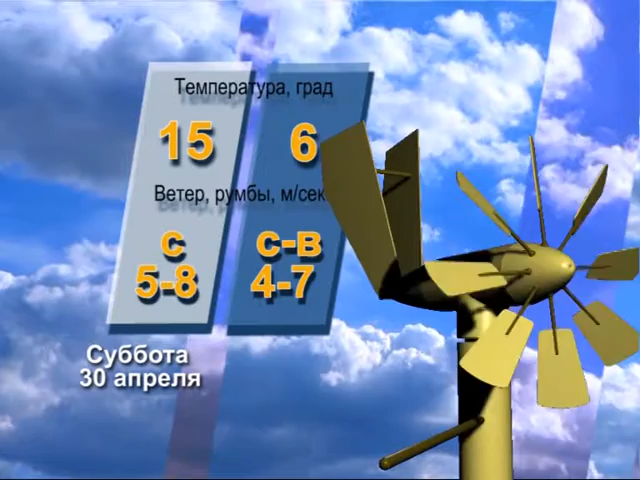 Температура, град
15 6
Ветер, румбы, м/сек
с с-в
5-8 4-7
Суббота
30 апреля